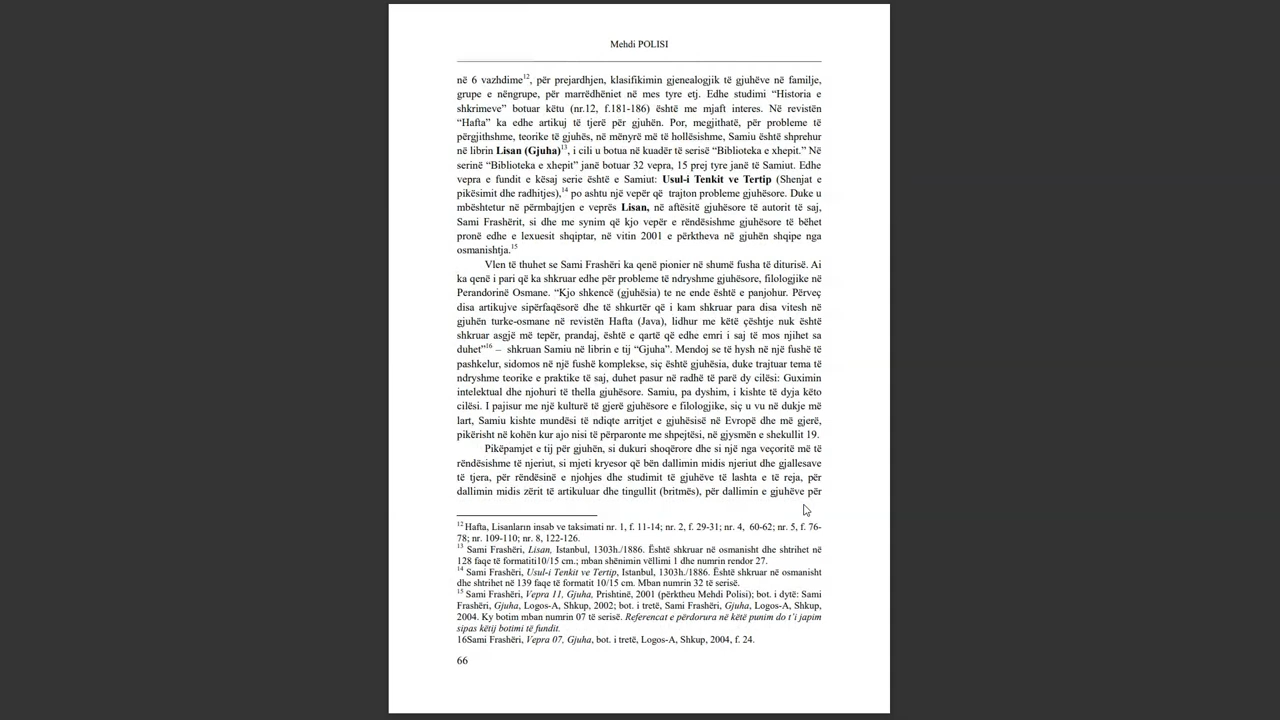 Mehdi POLISI
në 6 vazhdime12, për prejardhjen, klasifikimin gjenealogjik të gjuhëve në familje,
grupe e nëngrupe, për marrëdhëniet në mes tyre etj. Edhe studimi “Historia e
shkrimeve” botuar këtu (nr.12, f.181-186) është me mjaft interes. Në revistën
“Hafta” ka edhe artikuj të tjerë për gjuhën. Por, megjithatë, për probleme të
përgjithshme, teorike të gjuhës, në mënyrë më të hollësishme, Samiu është shprehur
në librin Lisan (Gjuha)13, i cili u botua në kuadër të serisë “Biblioteka e xhepit.” Në
serinë “Biblioteka e xhepit” janë botuar 32 vepra, 15 prej tyre janë të Samiut. Edhe
vepra e fundit e kësaj serie është e Samiut: Usul-i Tenkit ve Tertip (Shenjat e
pikësimit dhe radhitjes),14 po ashtu një vepër që trajton probleme gjuhësore. Duke u
mbështetur në përmbajtjen e veprës Lisan, në aftësitë gjuhësore të autorit të saj,
Sami Frashërit, si dhe me synim që kjo vepër e rëndësishme gjuhësore të bëhet
pronë edhe e lexuesit shqiptar, në vitin 2001 e përktheva në gjuhën shqipe nga
osmanishtja.15
Vlen të thuhet se Sami Frashëri ka qenë pionier në shumë fusha të diturisë. Ai
ka qenë i pari që ka shkruar edhe për probleme të ndryshme gjuhësore, filologjike në
Perandorinë Osmane. “Kjo shkencë (gjuhësia) te ne ende është e panjohur. Përveç
disa artikujve sipërfaqësorë dhe të shkurtër që i kam shkruar para disa vitesh në
gjuhën turke-osmane në revistën Hafta (Java), lidhur me këtë çështje nuk është
shkruar asgjë më tepër, prandaj, është e qartë që edhe emri i saj të mos njihet sa
duhet”16 – shkruan Samiu në librin e tij “Gjuha”. Mendoj se të hysh në një fushë të
pashkelur, sidomos në një fushë komplekse, siç është gjuhësia, duke trajtuar tema të
ndryshme teorike e praktike të saj, duhet pasur në radhë të parë dy cilësi: Guximin
intelektual dhe njohuri të thella gjuhësore. Samiu, pa dyshim, i kishte të dyja këto
cilësi. I pajisur me një kulturë të gjerë gjuhësore e filologjike, siç u vu në dukje më
lart, Samiu kishte mundësi të ndiqte arritjet e gjuhësisë në Evropë dhe më gjerë,
pikërisht në kohën kur ajo nisi të përparonte me shpejtësi, në gjysmën e shekullit 19.
Pikëpamjet e tij për gjuhën, si dukuri shoqërore dhe si një nga veçoritë më të
rëndësishme të njeriut, si mjeti kryesor që bën dallimin midis njeriut dhe gjallesave
të tjera, për rëndësinë e njohjes dhe studimit të gjuhëve të lashta e të reja, për
dallimin midis zërit të artikuluar dhe tingullit (britmës), për dallimin e gjuhëve për
12 Hafta, Lisanların insab ve taksimati nr. 1, f. 11-14; nr. 2, f. 29-31; nr. 4, 60-62; nr. 5, f. 76-
78; nr. 109-110; nr. 8, 122-126.
13 Sami Frashëri, Lisan, Istanbul, 1303h./1886. Është shkruar në osmanisht dhe shtrihet në
128 faqe të formatiti10/15 cm.; mban shënimin vëllimi 1 dhe numrin rendor 27.
14 Sami Frashëri, Usul-i Tenkit ve Tertip, Istanbul, 1303h./1886. Është shkruar në osmanisht
dhe shtrihet në 139 faqe të formatit 10/15 cm. Mban numrin 32 të serisë.
15 Sami Frashëri, Vepra 11, Gjuha, Prishtinë, 2001 (përktheu Mehdi Polisi); bot. i dytë: Sami
Frashëri, Gjuha, Logos-A, Shkup, 2002; bot. i tretë, Sami Frashëri, Gjuha, Logos-A, Shkup,
2004. Ky botim mban numrin 07 të serisë. Referencat e përdorura në këtë punim do t’i japim
sipas këtij botimi të fundit.
16Sami Frashëri, Vepra 07, Gjuha, bot. i tretë, Logos-A, Shkup, 2004, f. 24.
66